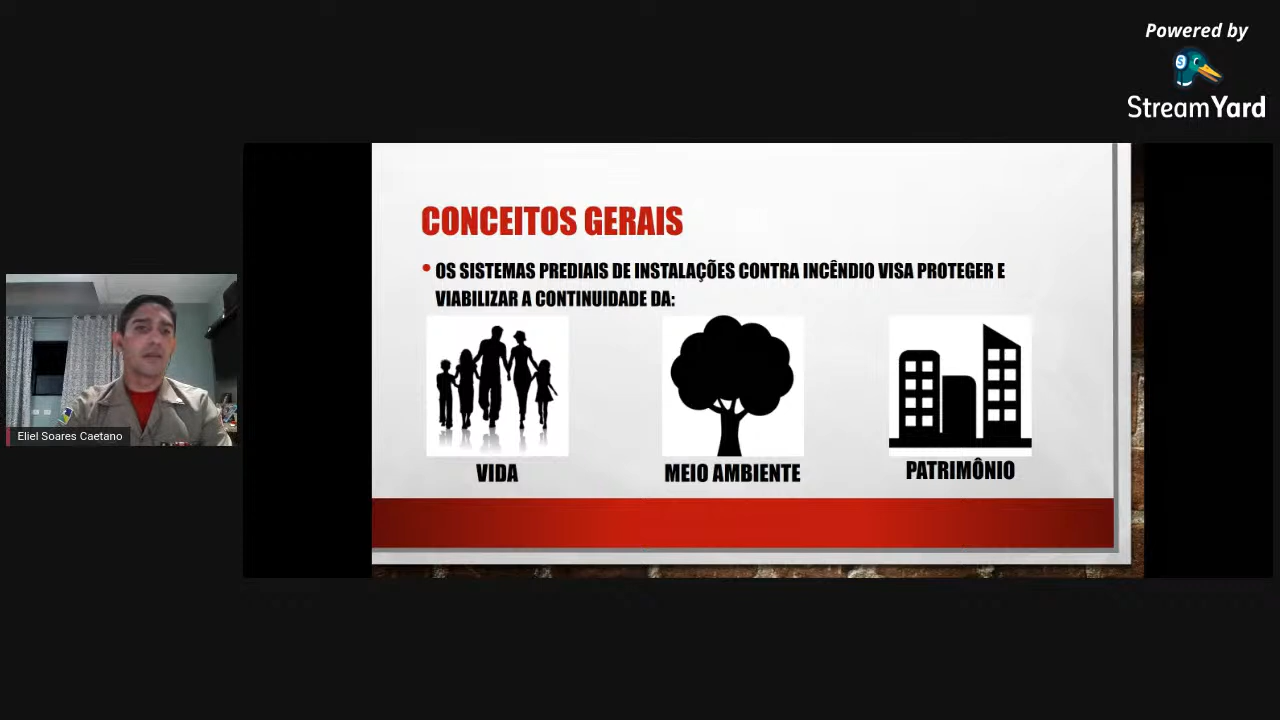 Powered by
StreamYard
CONCEITOS GERAIS
• OS SISTEMAS PREDIAIS DE INSTALAÇÕES CONTRA INCÊNDIO VISA PROTEGER E
VIABILIZAR A CONTINUIDADE DA:
VIDA
MEIO AMBIENTE
PATRIMÔNIO
Eliel Soares Caetano